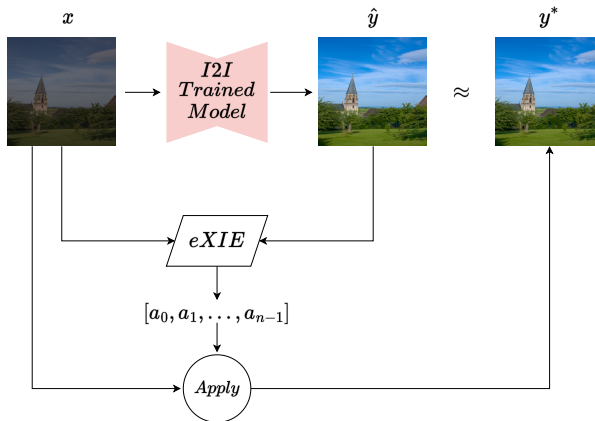 x
ŷ
y*
I2I
Trained
Model
≈
eXIE
[a₀, a₁, ..., aₙ₋₁]
Apply